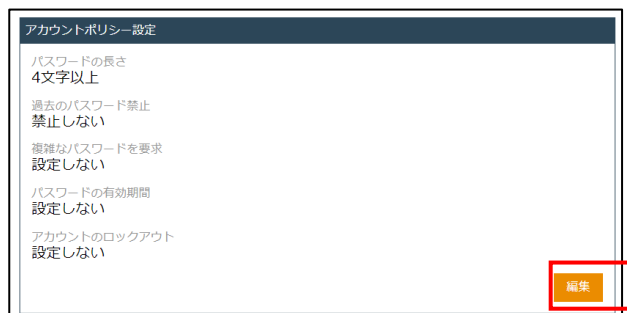 アカウントポリシー設定
パスワードの長さ
4文字以上
過去のパスワード禁止
禁止しない
複雑なパスワードを要求
設定しない
パスワードの有効期間
設定しない
アカウントのロックアウト
設定しない
編集